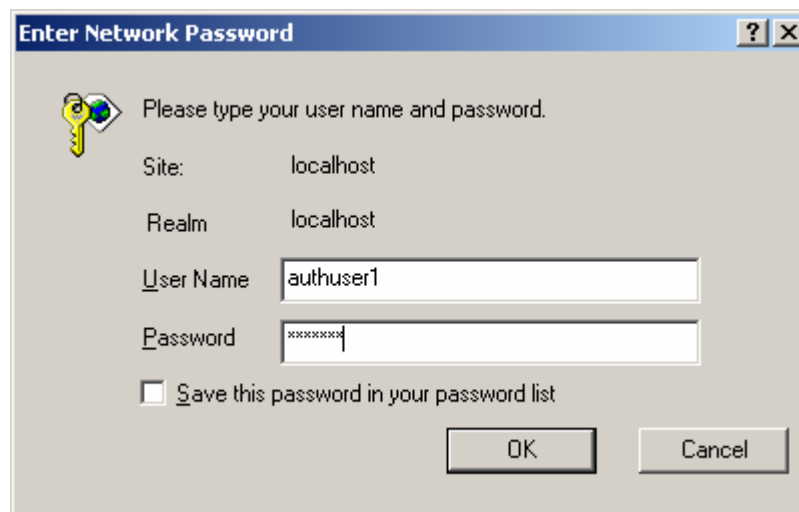 Enter Network Password
Please type your user name and password.
Site: localhost
Realm localhost
User Name authuser1
Password *******
Save this password in your password list
OK Cancel